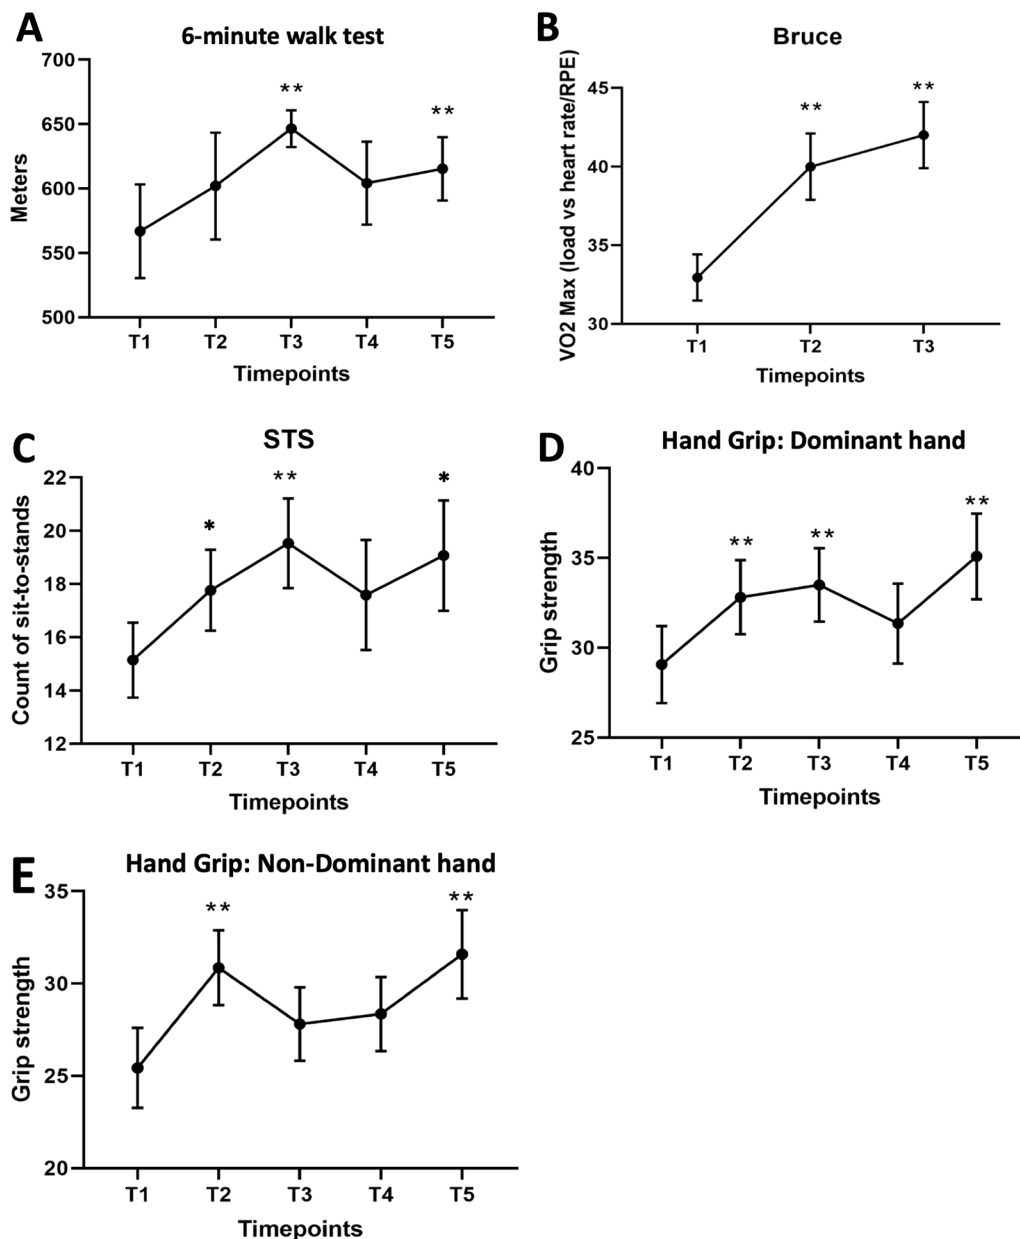 A
6-minute walk test
700
650
600
550
500
Meters
**
**
T1 T2 T3 T4 T5
Timepoints
B
Bruce
45
40
35
30
VO2 Max (load vs heart rate/RPE)
**
**
T1 T2 T3
Timepoints
C
STS
22
20
18
16
14
12
Count of sit-to-stands
*
**
*
T1 T2 T3 T4 T5
Timepoints
D
Hand Grip: Dominant hand
40
35
30
25
Grip strength
**
**
**
T1 T2 T3 T4 T5
Timepoints
E
Hand Grip: Non-Dominant hand
35
30
25
20
Grip strength
**
**
T1 T2 T3 T4 T5
Timepoints